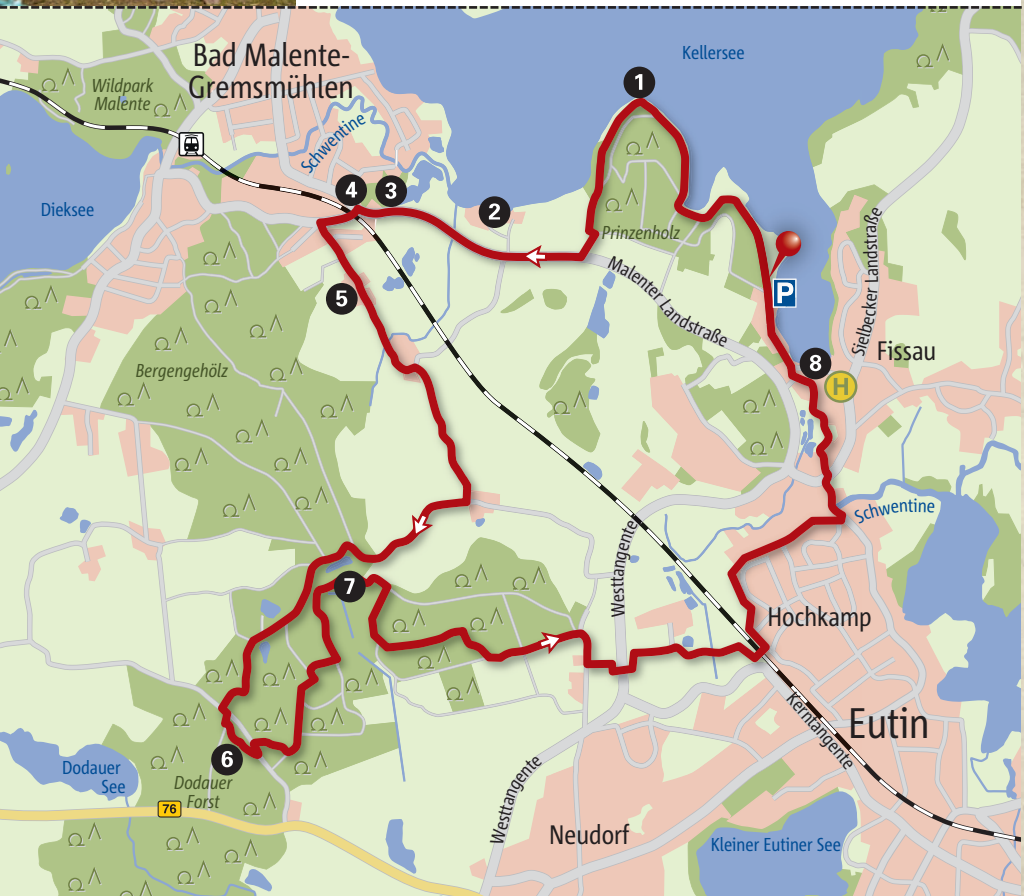 Bad Malente-
Gremsmühlen
Kellersee
Wildpark
Malente
Schwentine
1
4
3
2
Dieksee
Prinzenholz
Malenter Landstraße
P
Sielbecker Landstraße
5
Bergengehölz
8
Fissau
H
Schwentine
Westtangente
7
Hochkamp
Kerntangente
Eutin
6
Dodauer
See
Dodauer
Forst
76
Westtangente
Neudorf
Kleiner Eutiner See